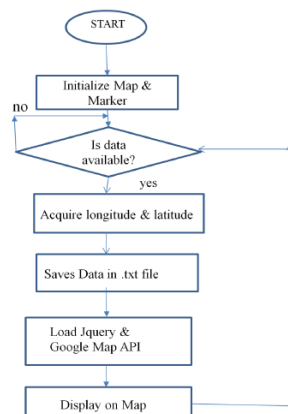 START
Initialize Map &
Marker
no
Is data
available?
yes
Acquire longitude & latitude
Saves Data in .txt file
Load Jquery &
Google Map API
Display on Map